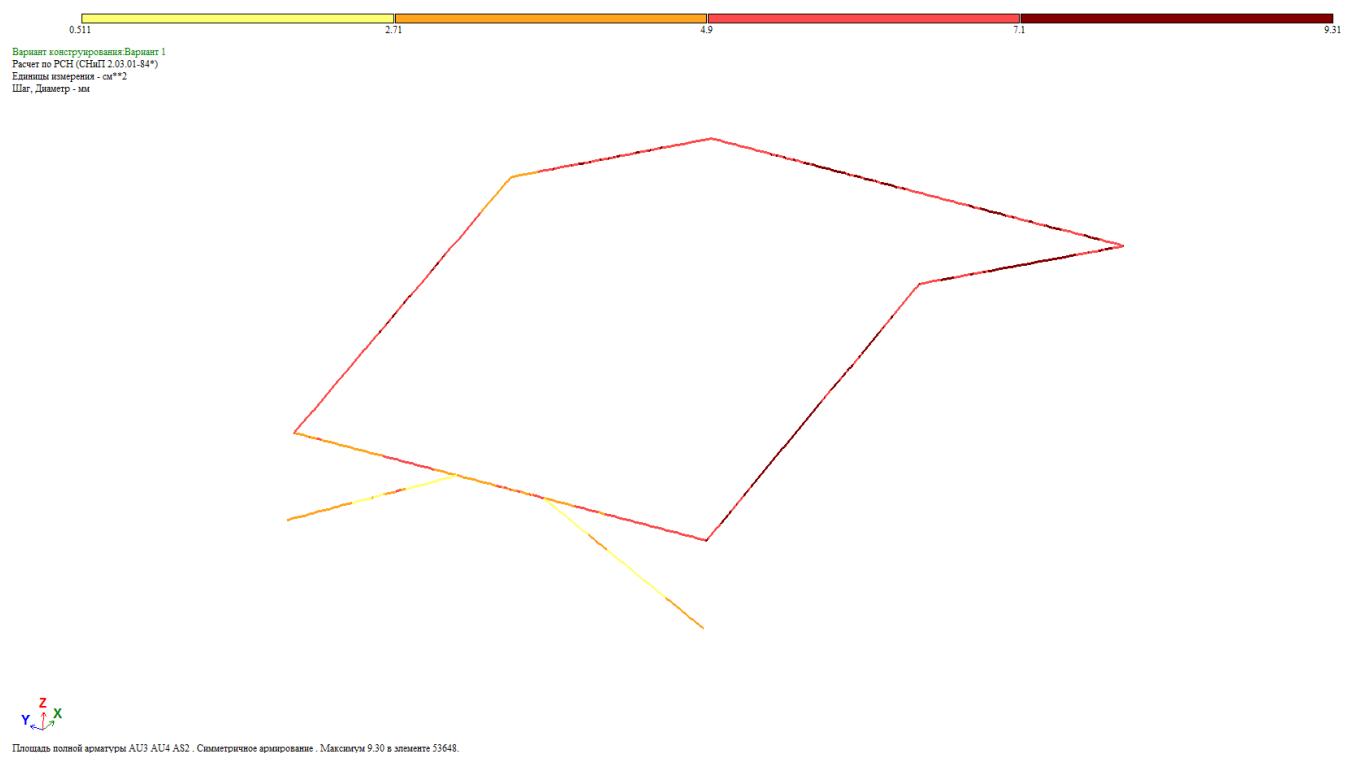 0.511 2.71 4.9 7.1 9.31
Вариант конструирования:Вариант 1
Расчет по РСН (СНиП 2.03.01-84*)
Единицы измерения - см**2
Шаг, Диаметр - мм
Z
Y X
Площадь полной арматуры AU3 AU4 AS2 . Симметричное армирование . Максимум 9.30 в элементе 53648.